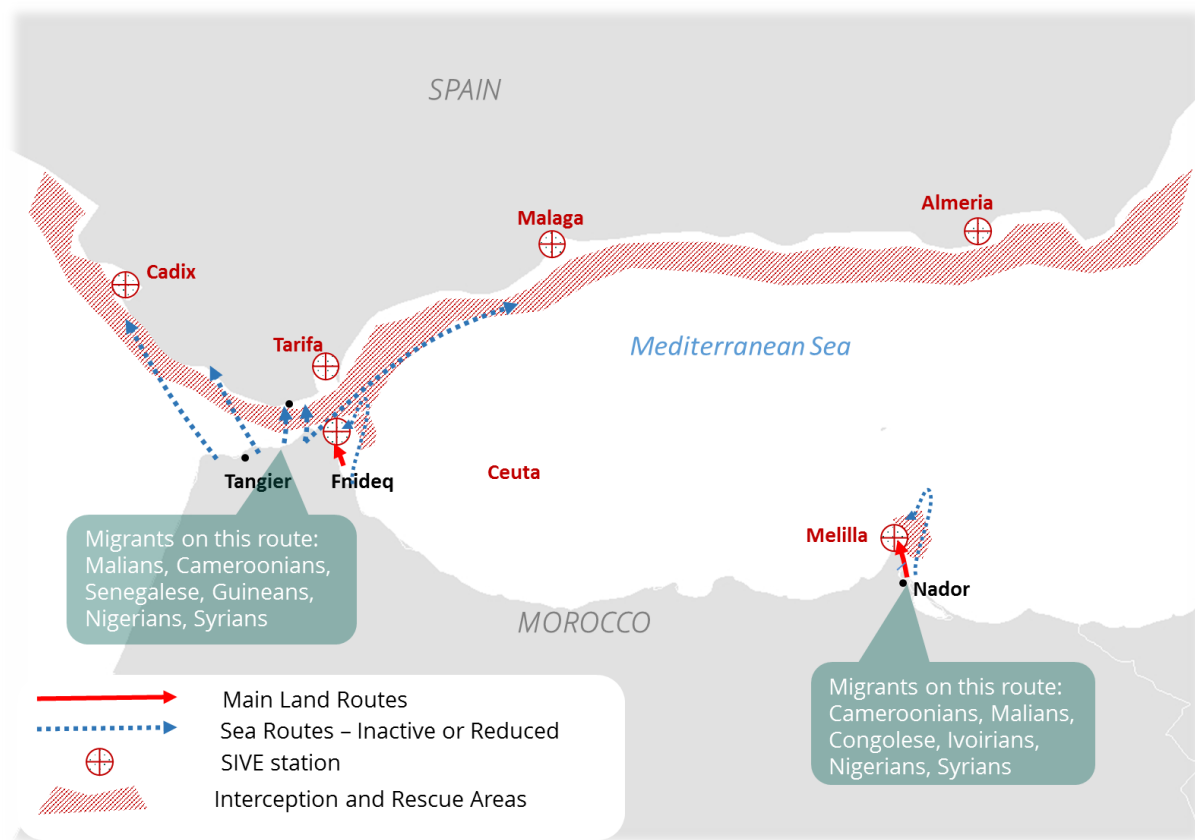 SPAIN
Almeria
Malaga
Cadix
Tarifa
Mediterranean Sea
Tangier
Fnideq
Ceuta
Migrants on this route:
Malians, Cameroonians,
Senegalese, Guineans,
Nigerians, Syrians
Melilla
Nador
MOROCCO
Migrants on this route:
Cameroonians, Malians,
Congolese, Ivoirians,
Nigerians, Syrians
Main Land Routes
Sea Routes – Inactive or Reduced
SIVE station
Interception and Rescue Areas